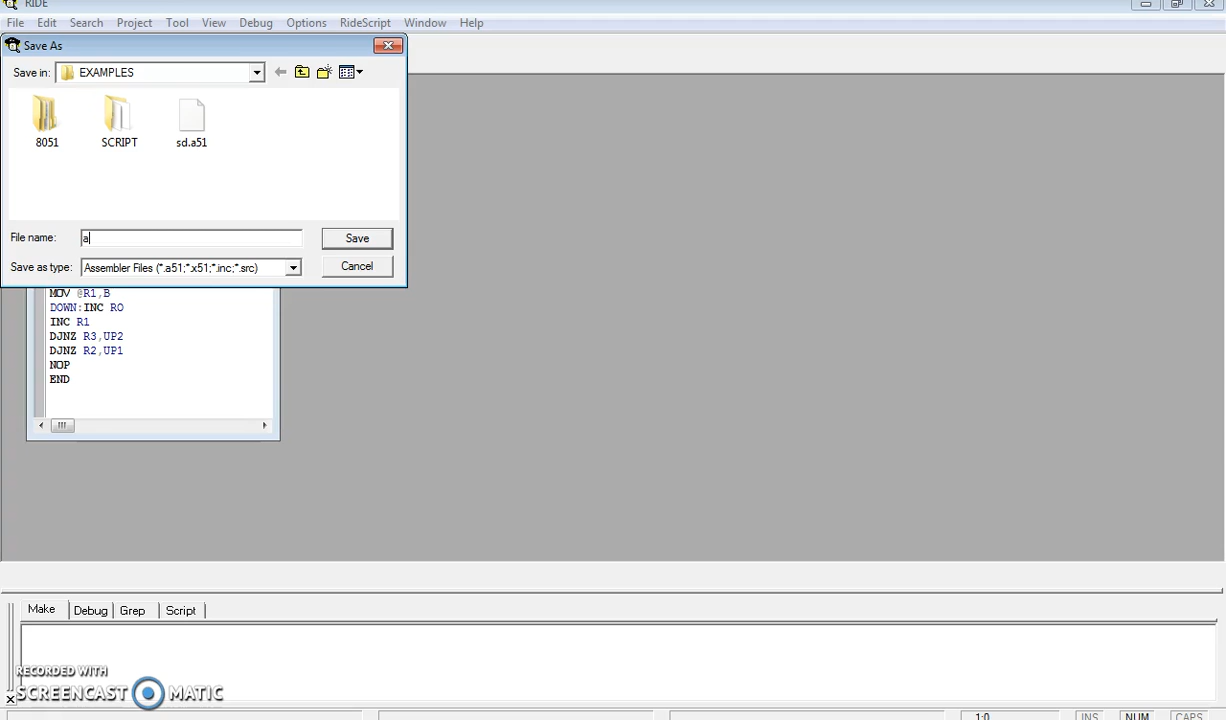 RIDE
File Edit Search Project Tool View Debug Options RideScript Window Help
Save As
Save in: EXAMPLES
8051 SCRIPT sd.a51
File name: a Save
Save as type: Assembler Files (*.a51;*.x51;*.inc;*.src) Cancel
MOV @R1,B
DOWN:INC R0
INC R1
DJNZ R3,UP2
DJNZ R2,UP1
NOP
END
Make Debug Grep Script
RECORDED WITH
SCREENCAST MATIC
1:0 INS NUM CAPS